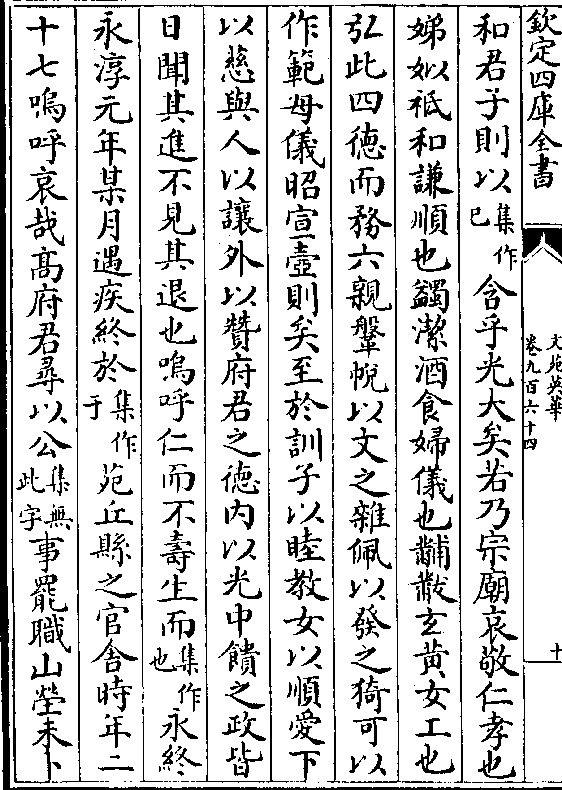 欽定四庫全書
文苑英華
卷九百六十四
十
和君子則以集作已含乎光大矣若乃宗廟哀敬仁孝也
娣姒祇和謙順也蠲潔酒食婦儀也黼黻玄黄女工也
弘此四德而務六親鞶帨以文之雜佩以發之猗可以
作範母儀昭宣壼則矣至於訓子以睦教女以順愛下
以慈與人以讓外以贊府君之德内以光中饋之政皆
日聞其進不見其退也嗚呼仁而不壽生而集作也永終
永淳元年某月遇疾終於集作于苑丘縣之官舍時年二
十七嗚呼哀哉髙府君尋以公集無此字事罷職山塋未卜